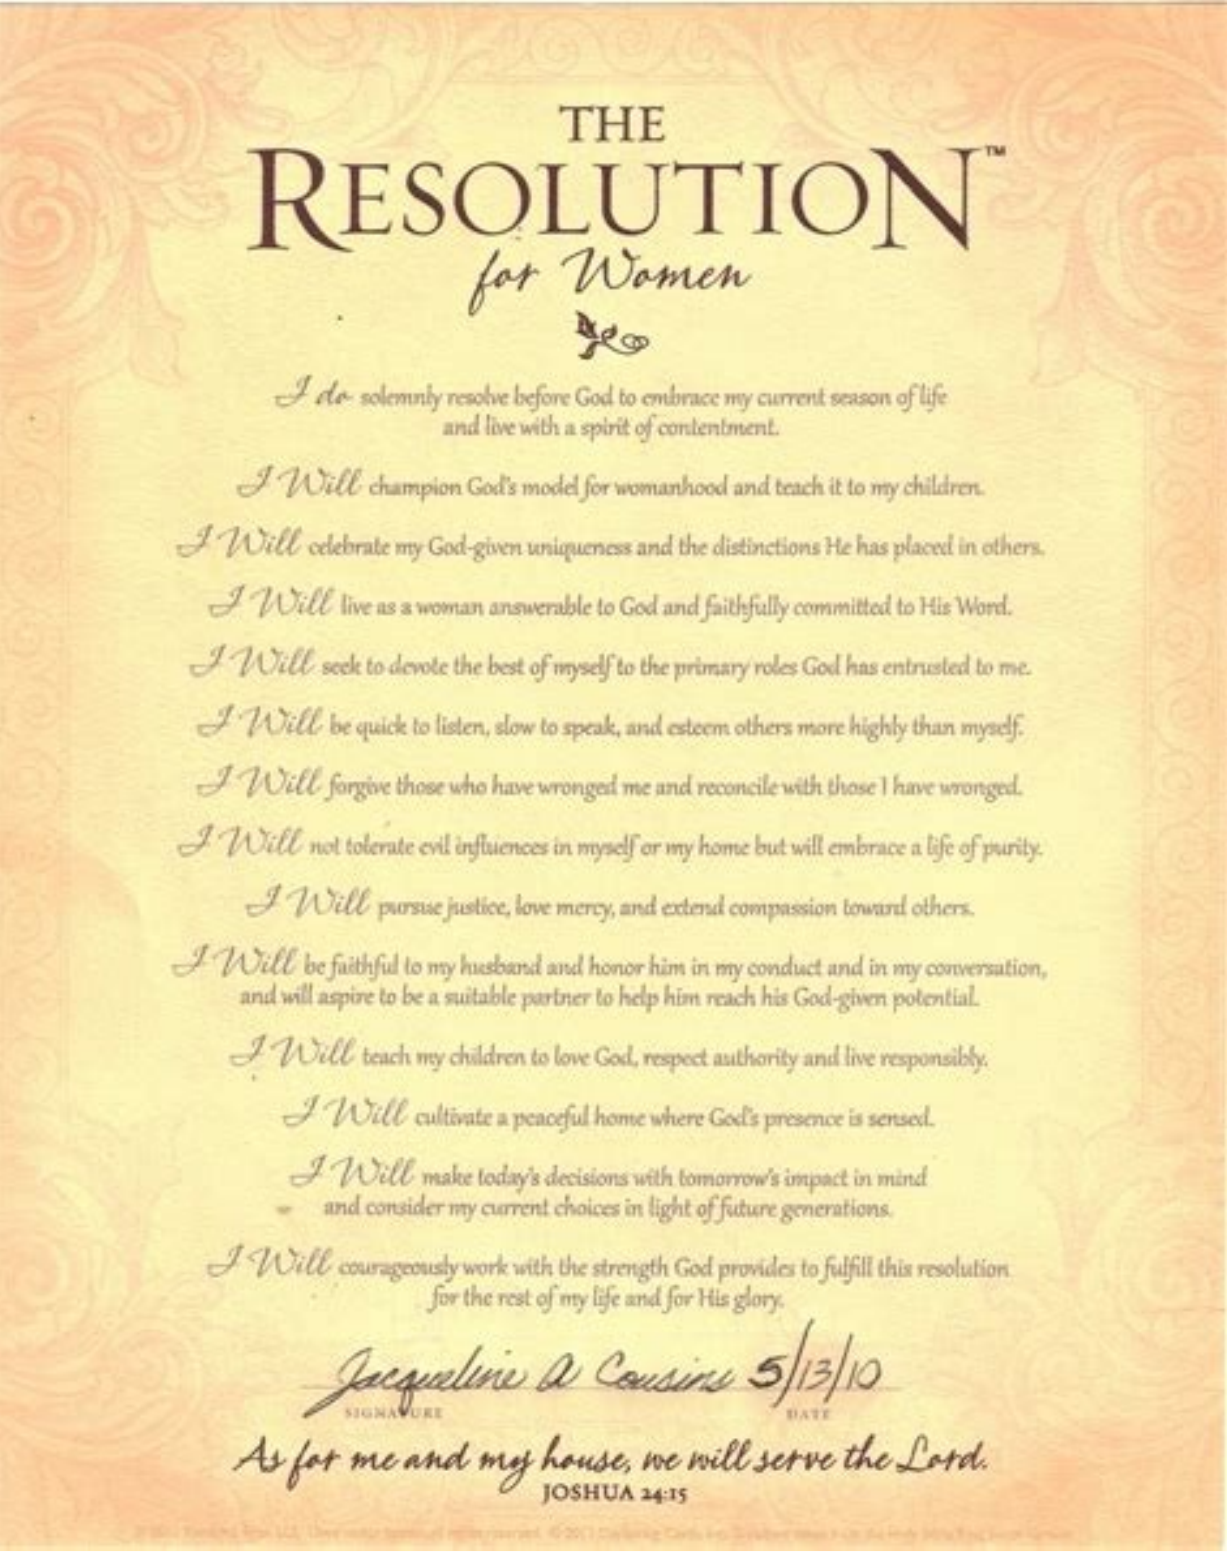 THE
RESOLUTION™
for Women
I do solemnly resolve before God to embrace my current season of life
and live with a spirit of contentment.
I Will champion God's model for womanhood and teach it to my children.
I Will celebrate my God-given uniqueness and the distinctions He has placed in others.
I Will live as a woman answerable to God and faithfully committed to His Word.
I Will seek to devote the best of myself to the primary roles God has entrusted to me.
I Will be quick to listen, slow to speak, and esteem others more highly than myself.
I Will forgive those who have wronged me and reconcile with those I have wronged.
I Will not tolerate evil influences in myself or my home but will embrace a life of purity.
I Will pursue justice, love mercy, and extend compassion toward others.
I Will be faithful to my husband and honor him in my conduct and in my conversation,
and will aspire to be a suitable partner to help him reach his God-given potential.
I Will teach my children to love God, respect authority and live responsibly.
I Will cultivate a peaceful home where God's presence is sensed.
I Will make today's decisions with tomorrow's impact in mind
and consider my current choices in light of future generations.
I Will courageously work with the strength God provides to fulfill this resolution
for the rest of my life and for His glory.
Jacqueline A Cousins 5/13/10
SIGNATURE DATE
As for me and my house, we will serve the Lord.
JOSHUA 24:15